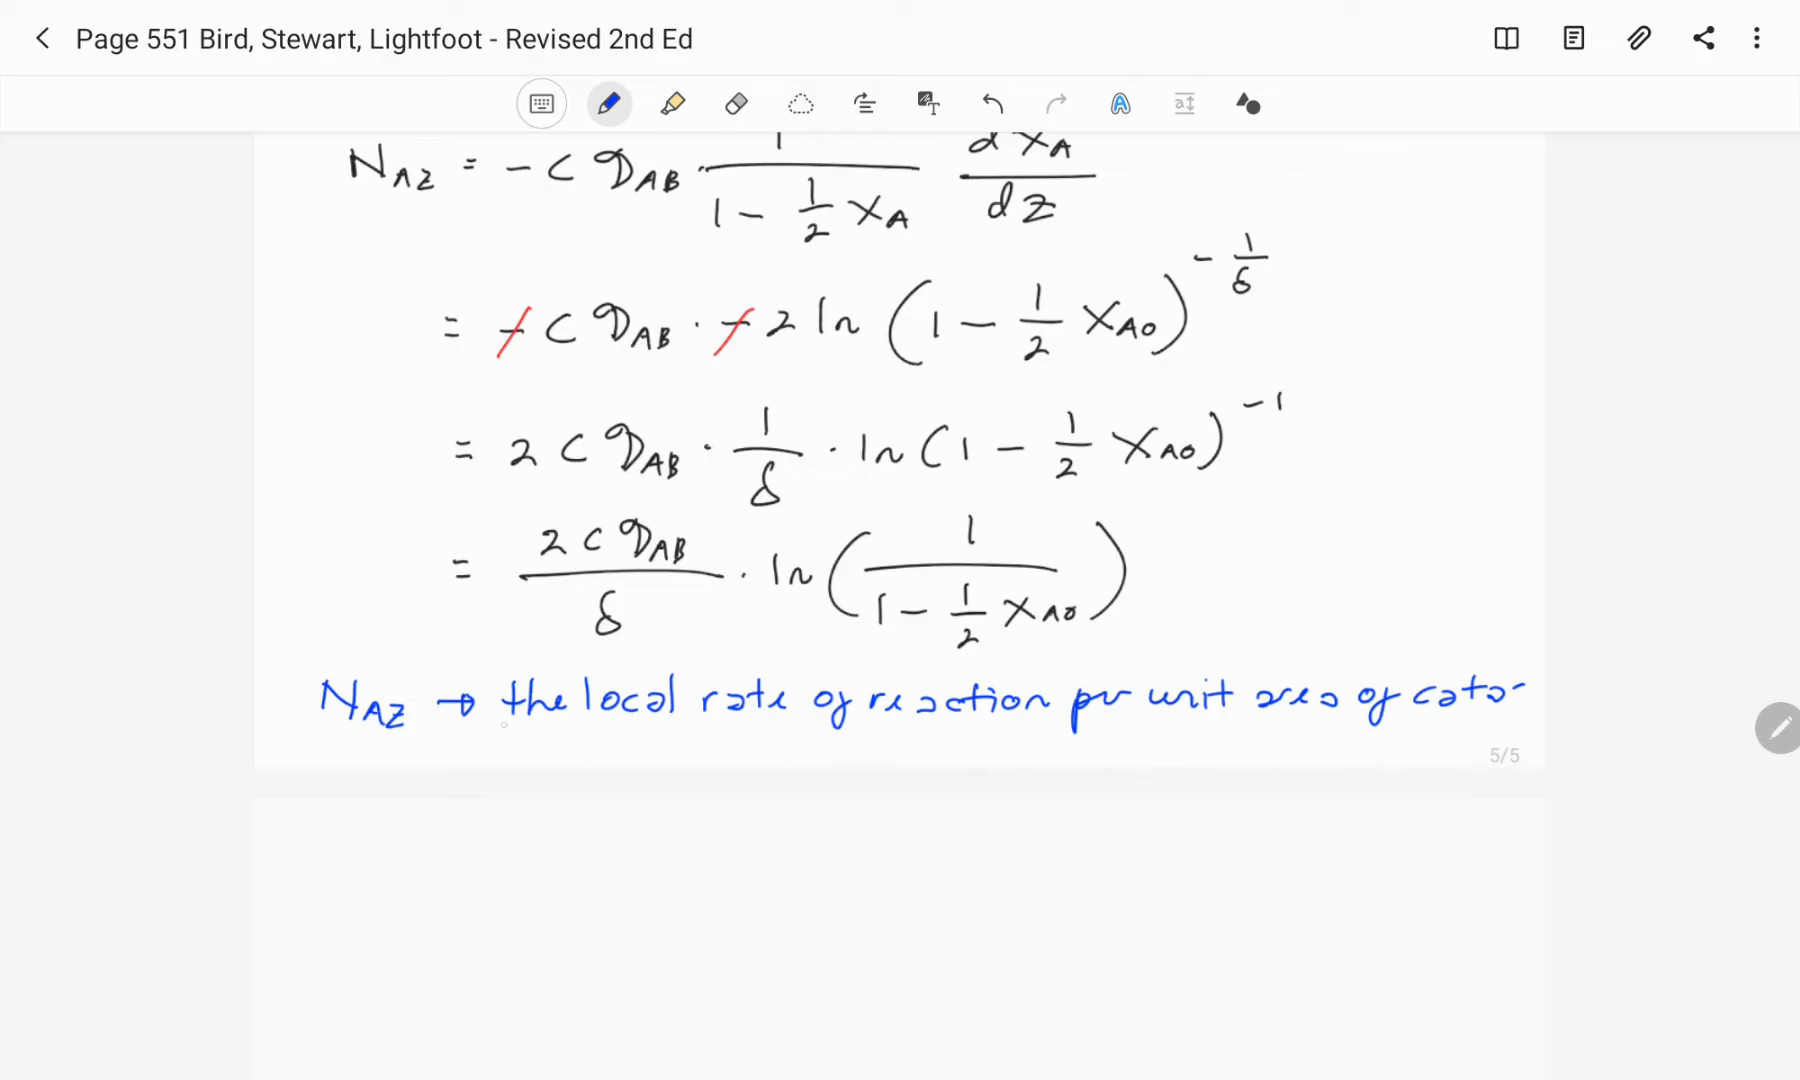 Page 551 Bird, Stewart, Lightfoot - Revised 2nd Ed
N_AZ = - C 𝒟_AB · 1/(1 - 1/2 X_A) dX_A/dZ
= - C 𝒟_AB · - 2 ln (1 - 1/2 X_A0)^(- 1/δ)
= 2 C 𝒟_AB · 1/δ · ln (1 - 1/2 X_A0)^(-1)
= 2 C 𝒟_AB/δ · ln (1/(1 - 1/2 X_A0))
N_AZ → the local rate of reaction per unit area of cata-
5/5